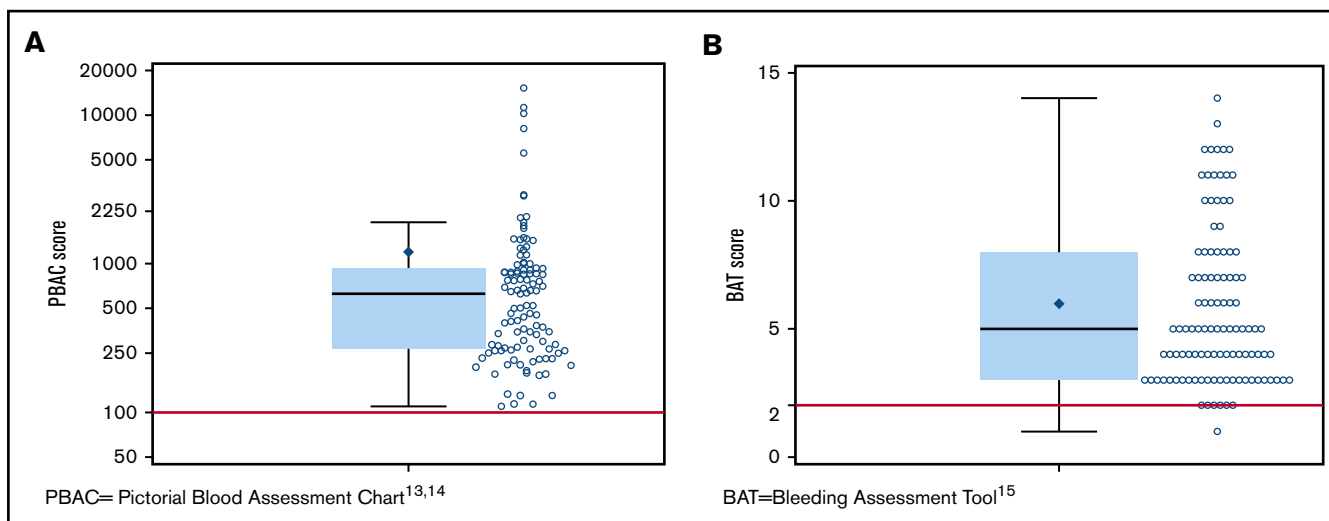 A
PBAC score
20000
10000
5000
2250
1000
500
250
100
50
PBAC= Pictorial Blood Assessment Chart13,14
B
BAT score
15
10
5
2
0
BAT=Bleeding Assessment Tool15